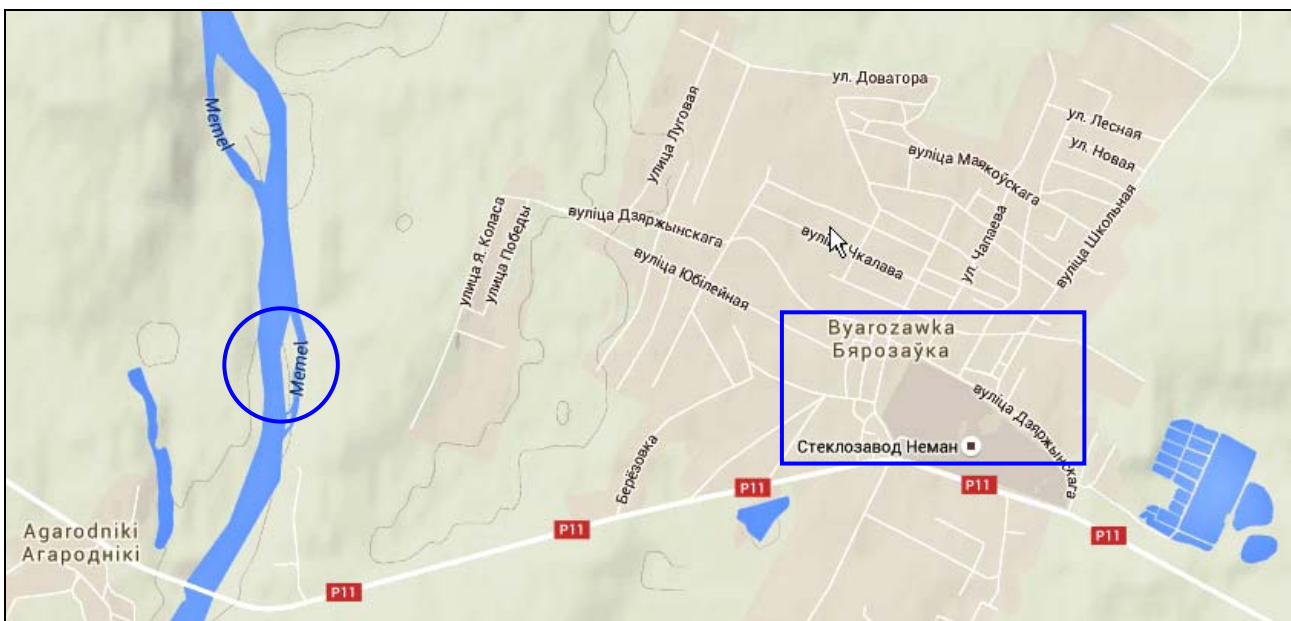 ул. Доватора
Memel
улица Луговая
ул. Лесная
ул. Новая
вуліца Маякоўскага
улица Я. Коласа
улица Победы
вуліца Дзяржынскага
вуліца Чкалава
ул. Чапаева
вуліца Школьная
вуліца Юбілейная
Byarozawka
Бярозаўка
Memel
вуліца Дзяржынскага
Стеклозавод Неман
Берёзовка
P11
P11
P11
P11
P11
Agarodniki
Агароднікі